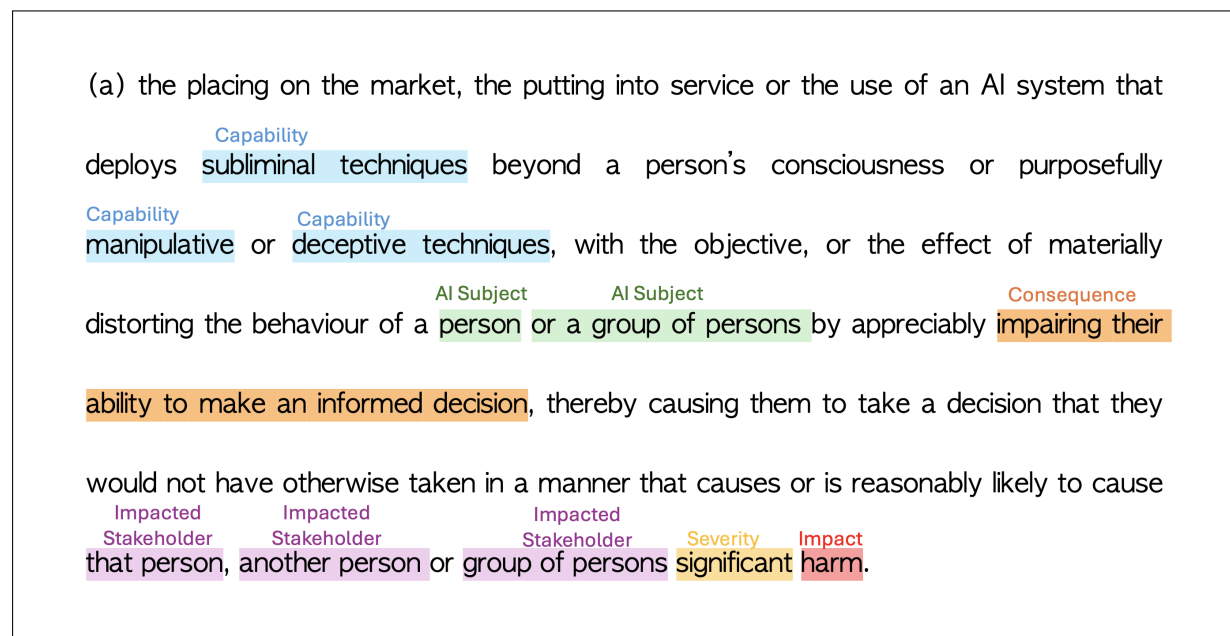 (a) the placing on the market, the putting into service or the use of an AI system that
Capability
deploys subliminal techniques beyond a person's consciousness or purposefully
Capability Capability
manipulative or deceptive techniques, with the objective, or the effect of materially
AI Subject AI Subject Consequence
distorting the behaviour of a person or a group of persons by appreciably impairing their
ability to make an informed decision, thereby causing them to take a decision that they
would not have otherwise taken in a manner that causes or is reasonably likely to cause
Impacted Impacted Impacted
Stakeholder Stakeholder Stakeholder Severity Impact
that person, another person or group of persons significant harm.